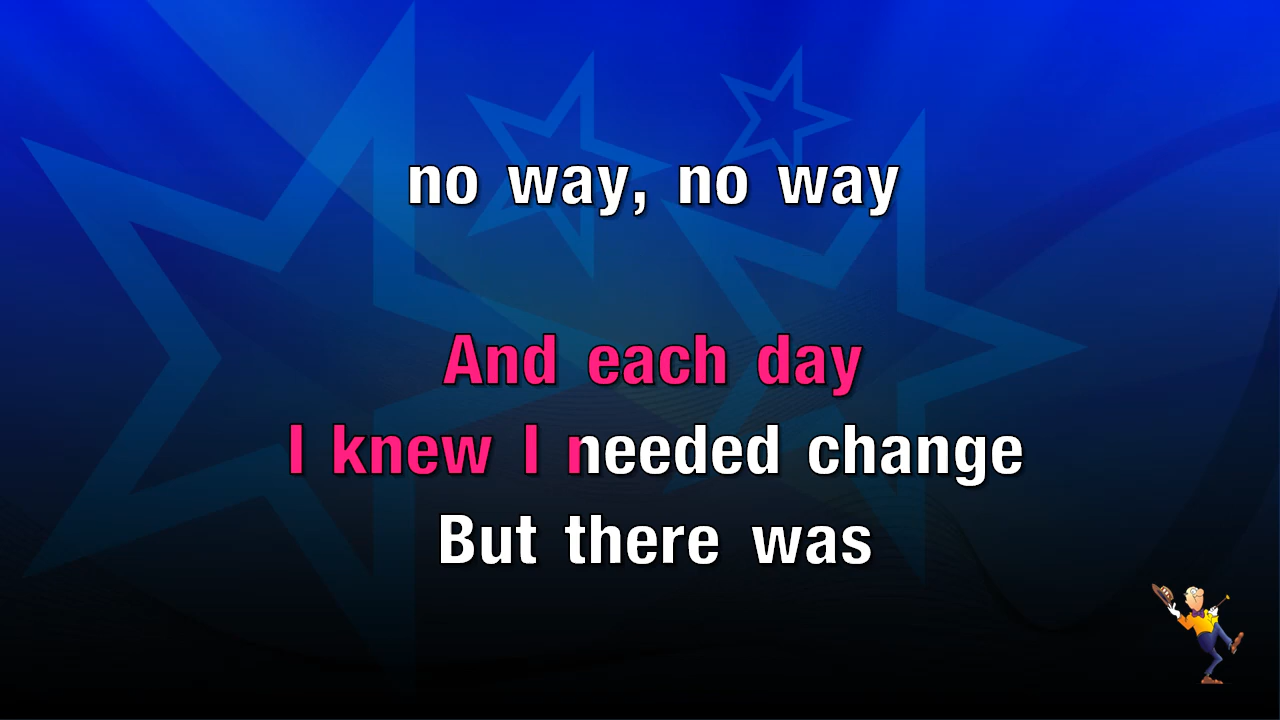 no way, no way
And each day
I knew I needed change
But there was